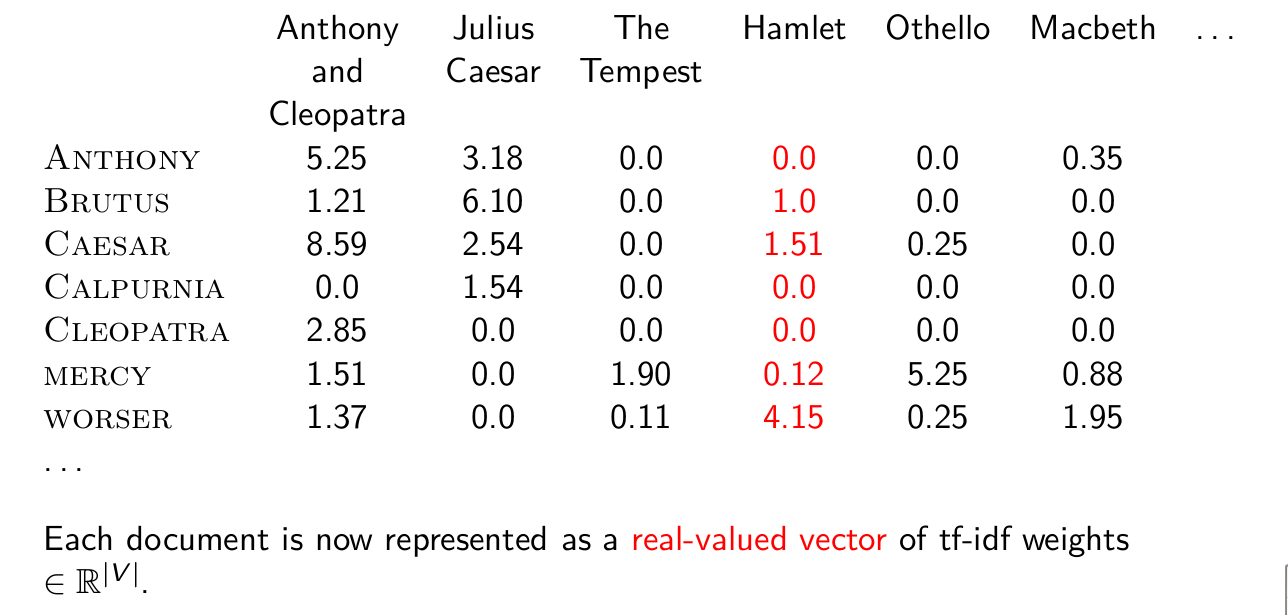 Anthony Julius The Hamlet Othello Macbeth ...
and Caesar Tempest
Cleopatra
ANTHONY 5.25 3.18 0.0 0.0 0.0 0.35
BRUTUS 1.21 6.10 0.0 1.0 0.0 0.0
CAESAR 8.59 2.54 0.0 1.51 0.25 0.0
CALPURNIA 0.0 1.54 0.0 0.0 0.0 0.0
CLEOPATRA 2.85 0.0 0.0 0.0 0.0 0.0
MERCY 1.51 0.0 1.90 0.12 5.25 0.88
WORSER 1.37 0.0 0.11 4.15 0.25 1.95
...
Each document is now represented as a real-valued vector of tf-idf weights
∈ ℝ^|V|.